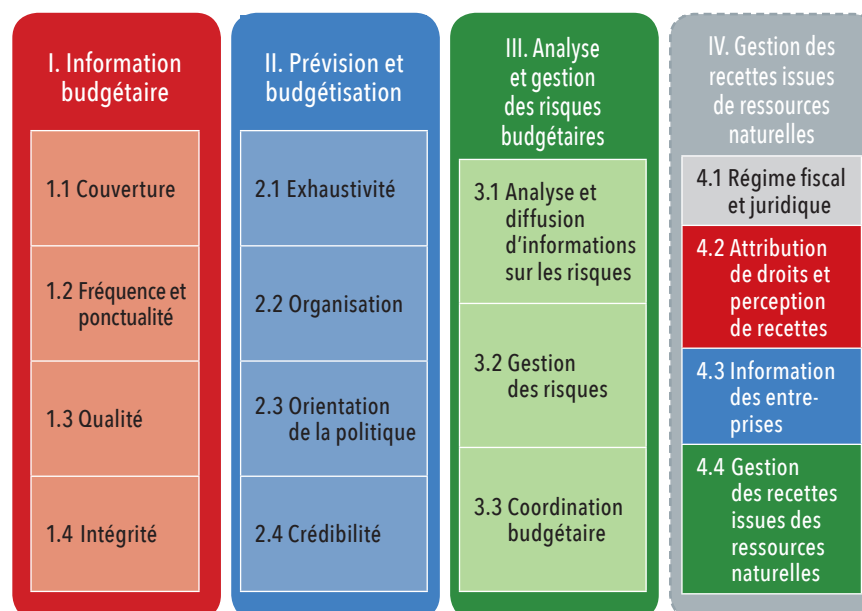 I. Information
budgétaire
1.1 Couverture
1.2 Fréquence et
ponctualité
1.3 Qualité
1.4 Intégrité
II. Prévision et
budgétisation
2.1 Exhaustivité
2.2 Organisation
2.3 Orientation
de la politique
2.4 Crédibilité
III. Analyse
et gestion
des risques
budgétaires
3.1 Analyse et
diffusion
d’informations
sur les risques
3.2 Gestion
des risques
3.3 Coordination
budgétaire
IV. Gestion des
recettes issues
de ressources
naturelles
4.1 Régime fiscal
et juridique
4.2 Attribution
de droits et
perception
de recettes
4.3 Information
des entre-
prises
4.4 Gestion
des recettes
issues des
ressources
naturelles